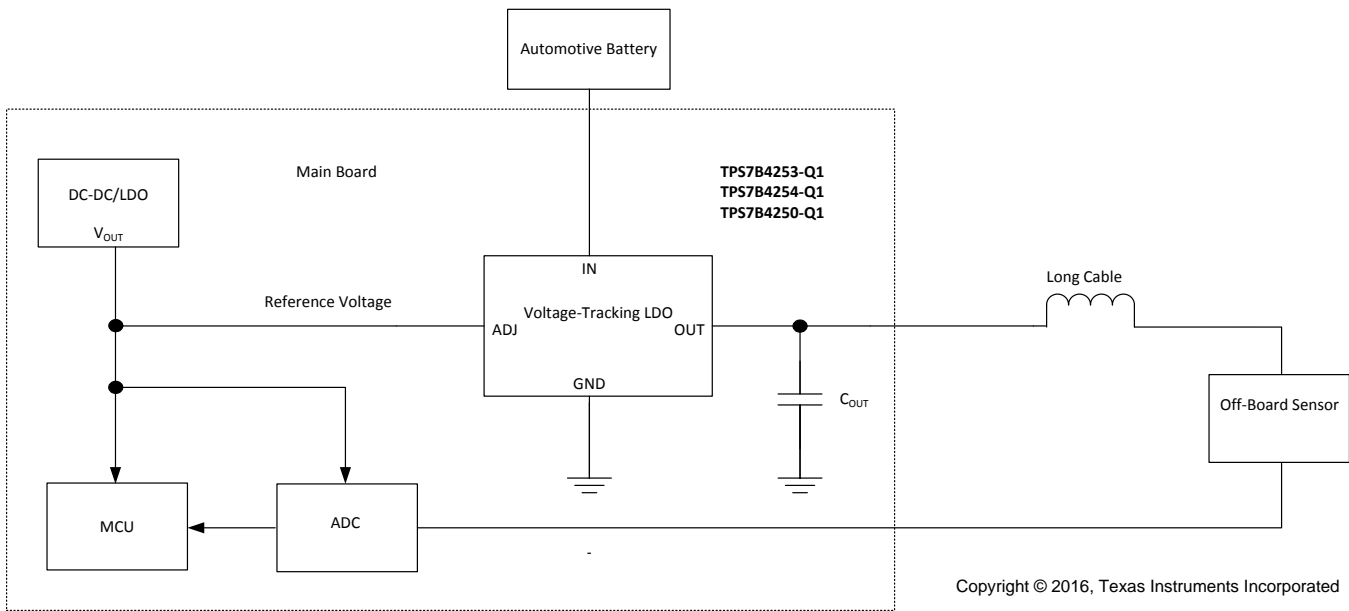 Automotive Battery
Main Board
TPS7B4253-Q1
TPS7B4254-Q1
TPS7B4250-Q1
DC-DC/LDO
VOUT
IN
Reference Voltage
Voltage-Tracking LDO
ADJ
OUT
GND
Long Cable
COUT
Off-Board Sensor
MCU
ADC
-
Copyright © 2016, Texas Instruments Incorporated